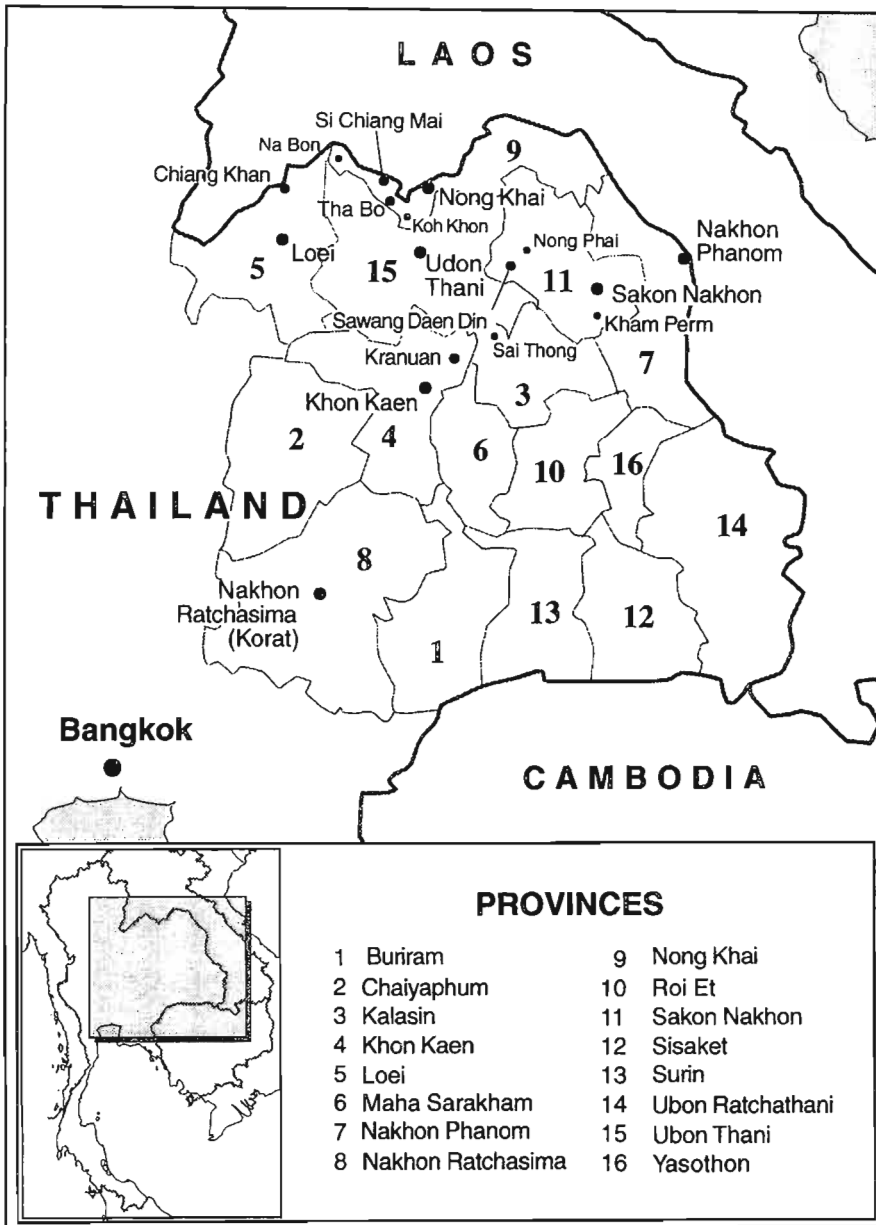 LAOS
Si Chiang Mai
Na Bon
9
Chiang Khan
Nong Khai
Tha Bo
Koh Khon
Nakhon
Phanom
Nong Phai
Loei
5
15
Udon
Thani
11
Sakon Nakhon
Sawang Daen Din
Kham Perm
Sai Thong
Kranuan
7
3
Khon Kaen
2
4
6
10
16
THAILAND
14
8
Nakhon
Ratchasima
(Korat)
13
12
1
Bangkok
CAMBODIA
PROVINCES
1 Buriram
2 Chaiyaphum
3 Kalasin
4 Khon Kaen
5 Loei
6 Maha Sarakham
7 Nakhon Phanom
8 Nakhon Ratchasima
9 Nong Khai
10 Roi Et
11 Sakon Nakhon
12 Sisaket
13 Surin
14 Ubon Ratchathani
15 Ubon Thani
16 Yasothon